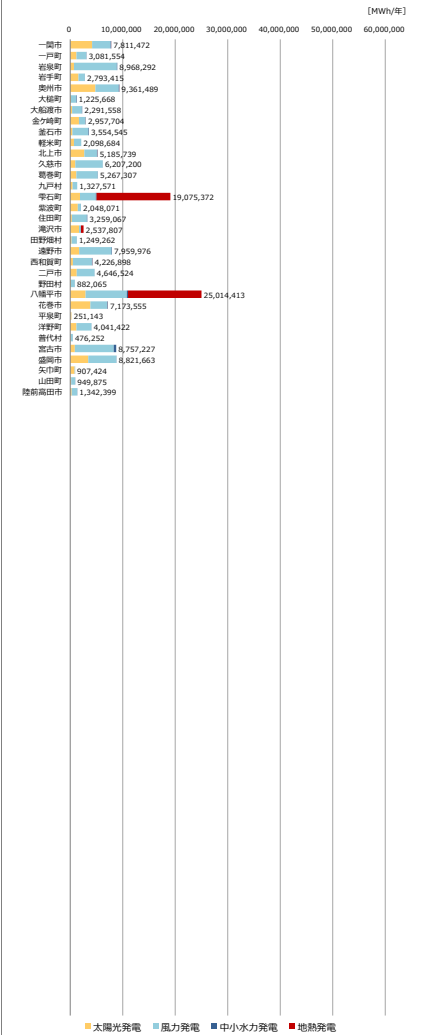 [MWh/年]
0 10,000,000 20,000,000 30,000,000 40,000,000 50,000,000 60,000,000
一関市 7,811,472
一戸町 3,081,554
岩泉町 8,968,292
岩手町 2,793,415
奥州市 9,361,489
大槌町 1,225,668
大船渡市 2,291,558
金ケ崎町 2,957,704
釜石市 3,554,545
軽米町 2,098,684
北上市 5,185,739
久慈市 6,207,200
葛巻町 5,267,307
九戸村 1,327,571
雫石町 19,075,372
紫波町 2,048,071
住田町 3,259,067
滝沢市 2,537,807
田野畑村 1,249,262
遠野市 7,959,976
西和賀町 4,226,898
二戸市 4,646,524
野田村 882,065
八幡平市 25,014,413
花巻市 7,173,555
平泉町 251,143
洋野町 4,041,422
普代村 476,252
宮古市 8,757,227
盛岡市 8,821,663
矢巾町 907,424
山田町 949,875
陸前高田市 1,342,399
太陽光発電 風力発電 中小水力発電 地熱発電